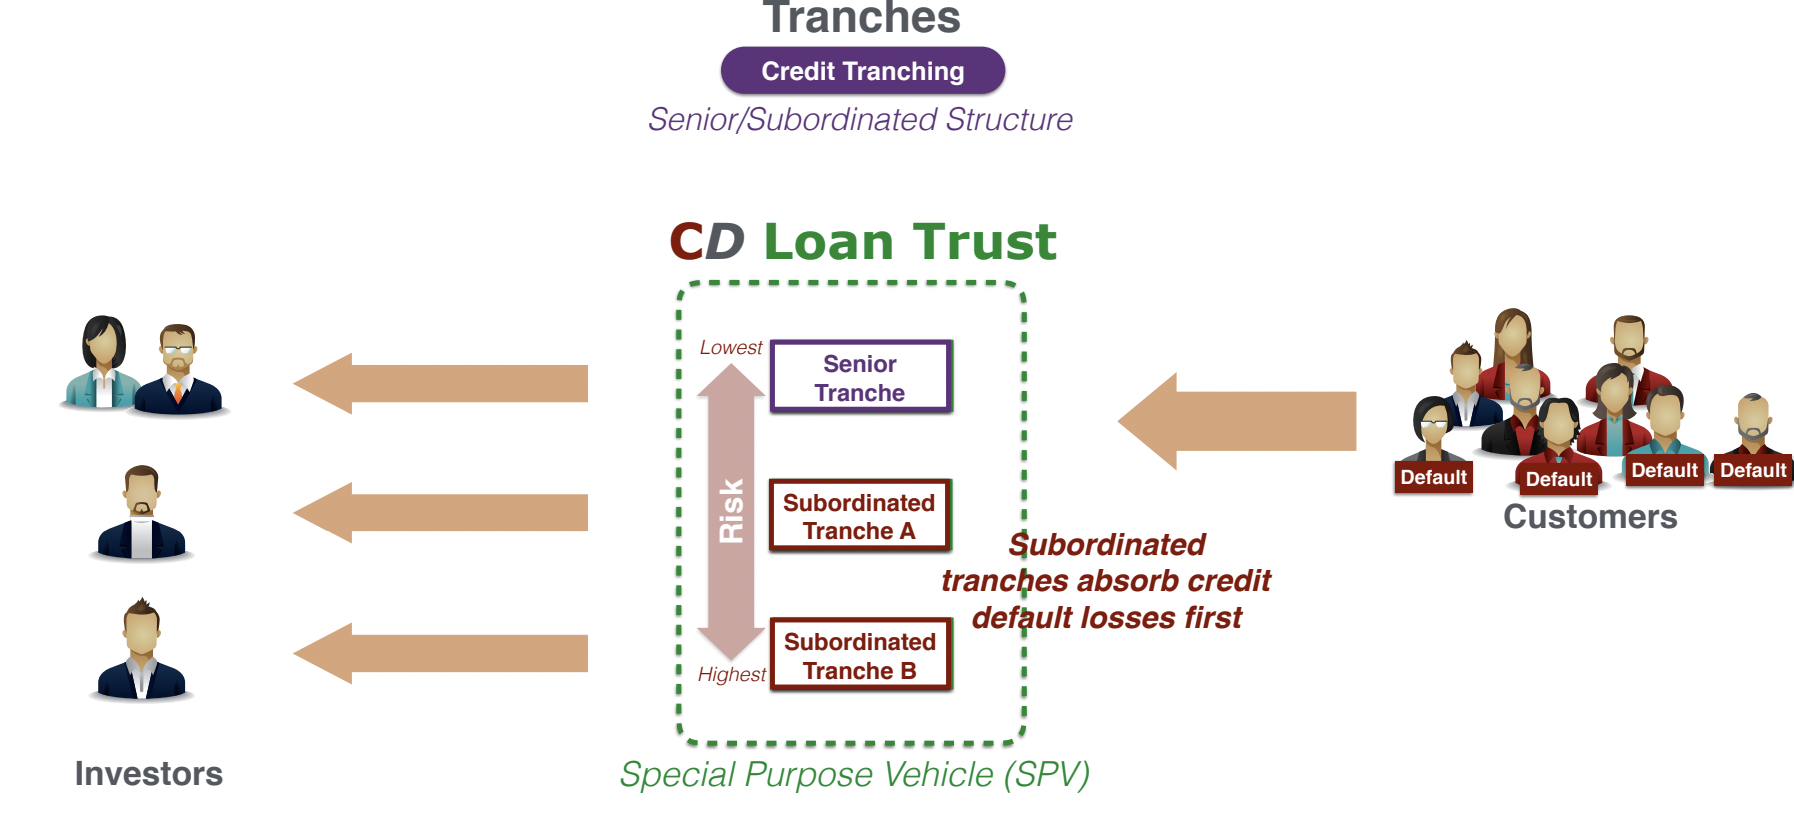 Tranches
Credit Tranching
Senior/Subordinated Structure
CD Loan Trust
Lowest
Senior
Tranche
Risk
Subordinated
Tranche A
Subordinated
tranches absorb credit
default losses first
Subordinated
Tranche B
Highest
Default
Default
Default
Default
Customers
Investors
Special Purpose Vehicle (SPV)